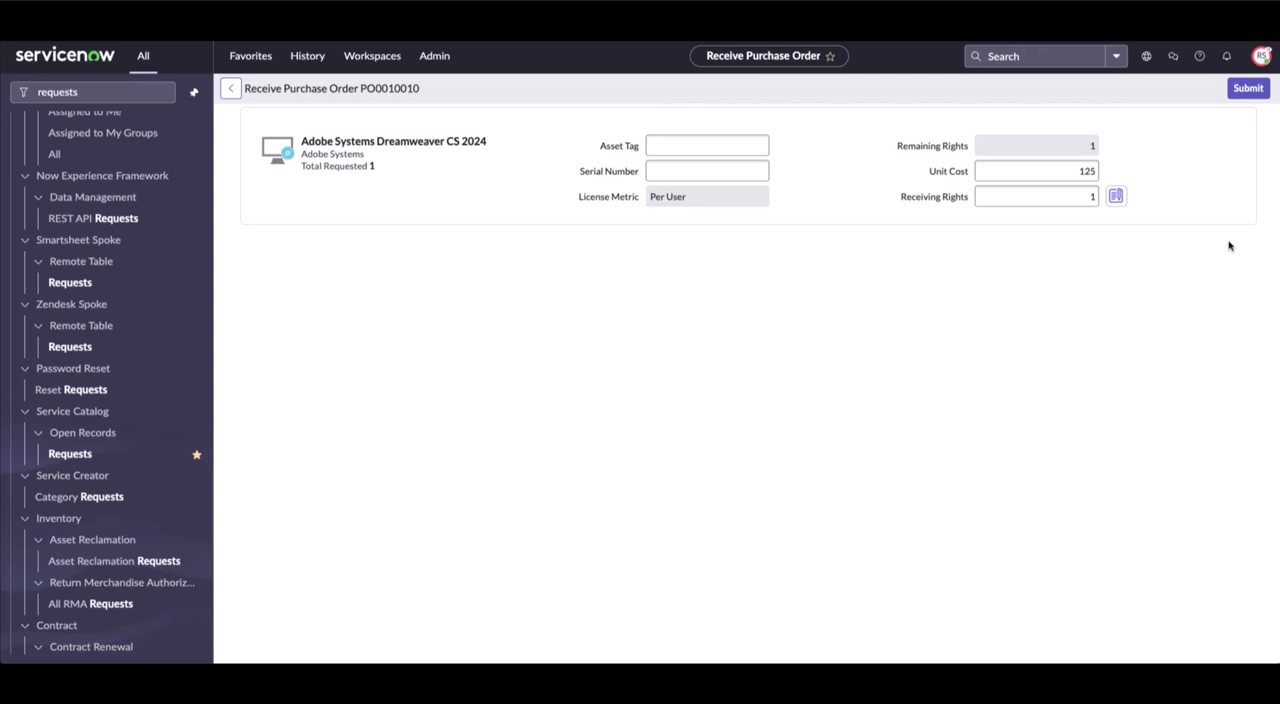 servicenow
All
Favorites
History
Workspaces
Admin
Receive Purchase Order
Search
RS
requests
Receive Purchase Order PO0010010
Submit
Assigned to Me
Assigned to My Groups
All
Now Experience Framework
Data Management
REST API Requests
Smartsheet Spoke
Remote Table
Requests
Zendesk Spoke
Remote Table
Requests
Password Reset
Reset Requests
Service Catalog
Open Records
Requests
Service Creator
Category Requests
Inventory
Asset Reclamation
Asset Reclamation Requests
Return Merchandise Authoriz...
All RMA Requests
Contract
Contract Renewal
Adobe Systems Dreamweaver CS 2024
Adobe Systems
Total Requested 1
Asset Tag
Serial Number
License Metric Per User
Remaining Rights 1
Unit Cost 125
Receiving Rights 1